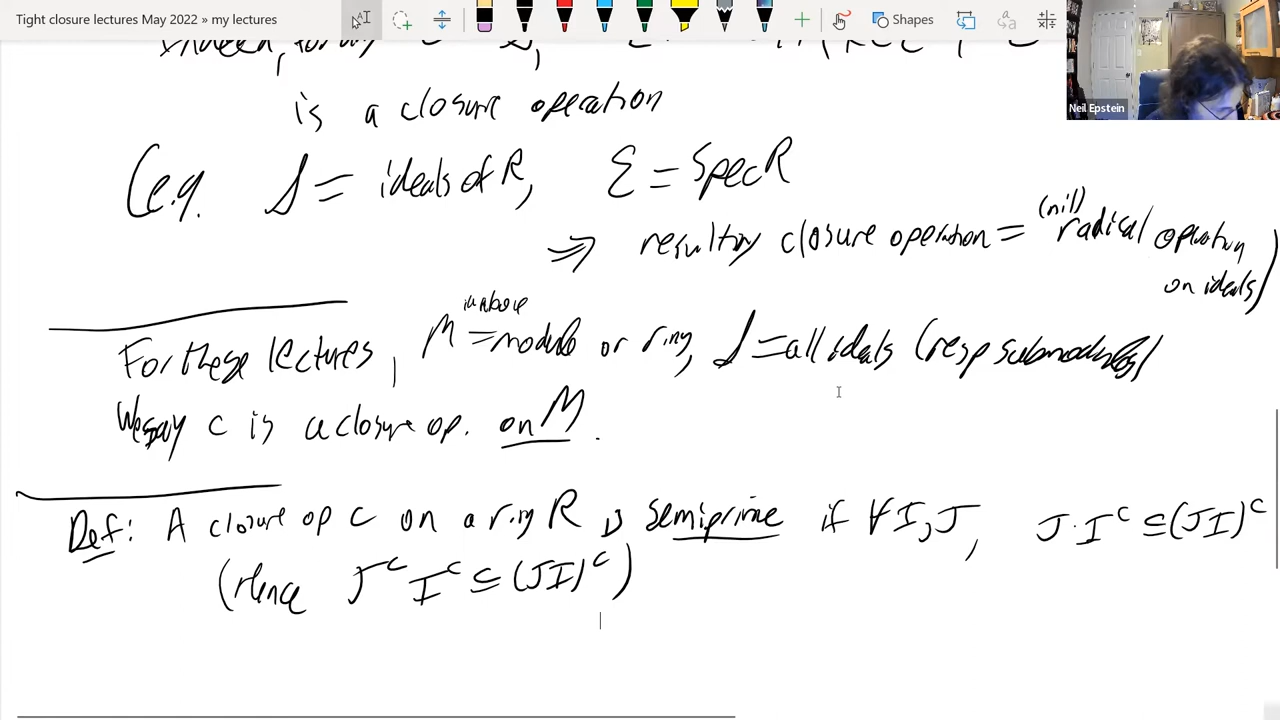 Tight closure lectures May 2022 » my lectures
Shapes
Neil Epstein
is a closure operation
(e.g. 𝒮 = ideals of R, ℰ = Spec R
⇒ resulting closure operation = (nil) radical operation
on ideals)
For these lectures, M in above = module or ring, 𝒮 = all ideals (resp submodules)
We say c is a closure op. on M.
Def: A closure op c on a ring R is semiprime if ∀ I, J, J·I^c ⊆ (JI)^c
(Hence J^c I^c ⊆ (JI)^c)